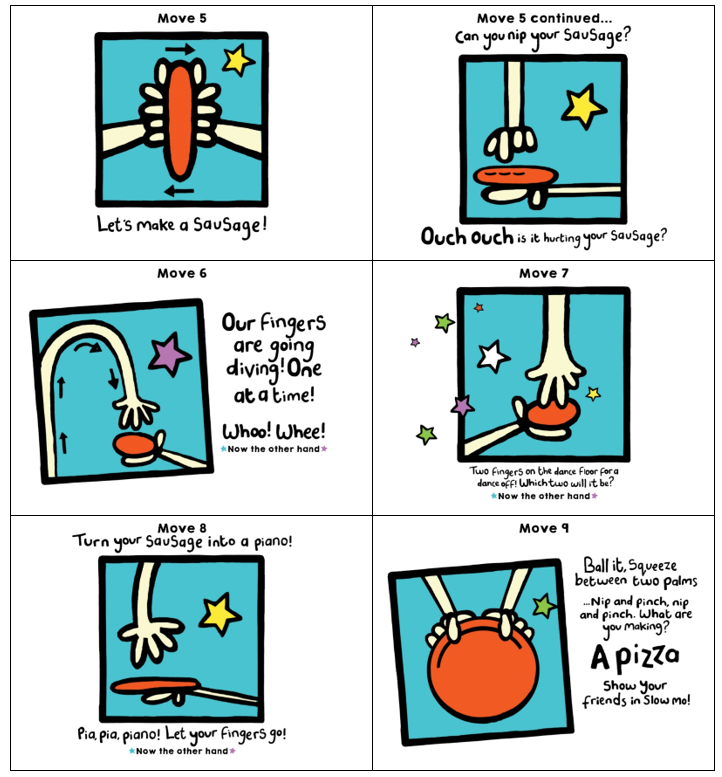 Move 5
Let's make a Sausage!
Move 5 continued...
Can you nip your Sausage?
Ouch Ouch is it hurting your Sausage?
Move 6
Our fingers
are going
diving! One
at a time!
Whoo! Whee!
Now the other hand
Move 7
Two fingers on the dance floor for a
dance off! Which two will it be?
Now the other hand
Move 8
Turn your Sausage into a piano!
Pia, pia, piano! Let your fingers go!
Now the other hand
Move 9
Ball it, Squeeze
between two palms
...Nip and pinch, nip
and pinch. What are
you making?
A pizza
Show your
friends in Slow mo!